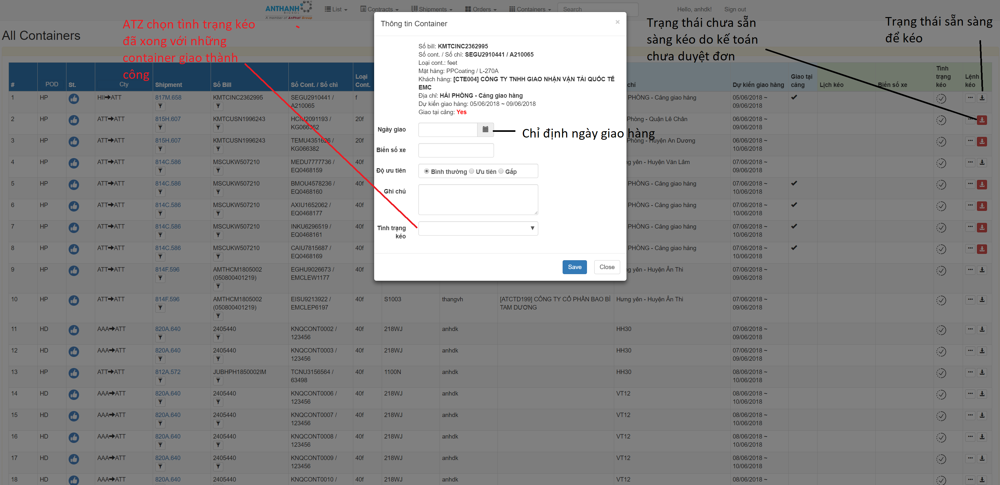 ANTHANH
BICSOL
A member of AnPhat Group
List Contracts Shipments Orders Containers Search Hello, anhdk! Sign out
All Containers
ATZ chọn tình trạng kéo
đã xong với những
container giao thành
công
Trạng thái chưa sẵn
sàng kéo do kế toán
chưa duyệt đơn
Trạng thái sẵn sàng
để kéo
Thông tin Container ×
Số bill: KMTCINC2362995
Số cont. / Số chì: SEGU2910441 / A210065
Loại cont.: feet
Mặt hàng: PPCoating / L-270A
Khách hàng: [CTE004] CÔNG TY TNHH GIAO NHẬN VẬN TẢI QUỐC TẾ
EMC
Địa chỉ: HẢI PHÒNG - Cảng giao hàng
Dự kiến giao hàng: 05/06/2018 ~ 09/06/2018
Giao tại cảng: Yes
Ngày giao
Chỉ định ngày giao hàng
Biển số xe
Độ ưu tiên Bình thường Ưu tiên Gấp
Ghi chú
Tình trạng
kéo
Save Close
# POD St. Cty Shipment Số Bill Số Cont. / Số chì Loại Cont. chỉ Dự kiến giao hàng Giao tại cảng Lịch kéo Biển số xe Tình trạng kéo Lệnh kéo
1 HP HII ATT 817M.658 KMTCINC2362995 SEGU2910441 / f PHÒNG - Cảng giao hàng 05/06/2018 ~
A210065 09/06/2018
2 HP ATT ATT 815H.607 KMTCUSN1996243 HCIU2091193 / 20f Phòng - Quận Lê Chân 06/06/2018 ~
KG066362 09/06/2018
3 HP ATT ATT 815H.607 KMTCUSN1996243 TEMU4351626 / 20f Phòng - Huyện An Dương 06/06/2018 ~
KG066382 10/06/2018
4 HP ATT ATT 814C.586 MSCUKW507210 MEDU7777736 / 40f g yên - Huyện Văn Lâm 07/06/2018 ~
EQ0468159 09/06/2018
5 HP ATT ATT 814C.586 MSCUKW507210 BMOU4578236 / 40f PHÒNG - Cảng giao hàng 07/06/2018 ~
EQ0468160 10/06/2018
6 HP ATT ATT 814C.586 MSCUKW507210 AXIU1652062 / 40f PHÒNG - Cảng giao hàng 07/06/2018 ~
EQ0468177 10/06/2018
7 HP ATT ATT 814C.586 MSCUKW507210 INKU6296519 / 40f PHÒNG - Cảng giao hàng 07/06/2018 ~
EQ0468161 10/06/2018
8 HP ATT ATT 814C.586 MSCUKW507210 CAIU7815687 / 40f PHÒNG - Cảng giao hàng 07/06/2018 ~
EQ0468169 10/06/2018
9 HP ATT ATT 814F.596 AMTHCM1805002 EGHU9026673 / 40f g yên - Huyện Ân Thi 07/06/2018 ~
(050800401219) EMCLEW1177 09/06/2018
10 HP ATT ATT 814F.596 AMTHCM1805002 EISU9213922 / 40f S1003 thangvh [ATCTD199] CÔNG TY CỔ PHẦN BAO BÌ Hưng yên - Huyện Ân Thi 07/06/2018 ~
(050800401219) EMCLEP6197 TAM DƯƠNG 09/06/2018
11 HD AAA ATT 820A.640 2405440 KNQCONT0002 / 40f 218WJ anhdk HH30 07/06/2018 ~
123456 09/06/2018
12 HD AAA ATT 820A.640 2405440 KNQCONT0003 / 40f 218WJ anhdk HH30 07/06/2018 ~
123456 09/06/2018
13 HP ATT ATT 812A.572 JUBHPH1850002IM TCNU3156564 / 40f 1100N anhdk HH30 08/06/2018 ~
63498 10/06/2018
14 HD AAA ATT 820A.640 2405440 KNQCONT0006 / 40f 218WJ anhdk VT12 08/06/2018 ~
123456 10/06/2018
15 HD AAA ATT 820A.640 2405440 KNQCONT0007 / 40f 218WJ anhdk VT12 08/06/2018 ~
123456 10/06/2018
16 HD AAA ATT 820A.640 2405440 KNQCONT0008 / 40f 218WJ anhdk VT12 08/06/2018 ~
123456 10/06/2018
17 HD AAA ATT 820A.640 2405440 KNQCONT0009 / 40f 218WJ anhdk VT12 08/06/2018 ~
123456 10/06/2018
18 HD AAA ATT 820A.640 2405440 KNQCONT0010 / 40f 218WJ anhdk VT12 08/06/2018 ~